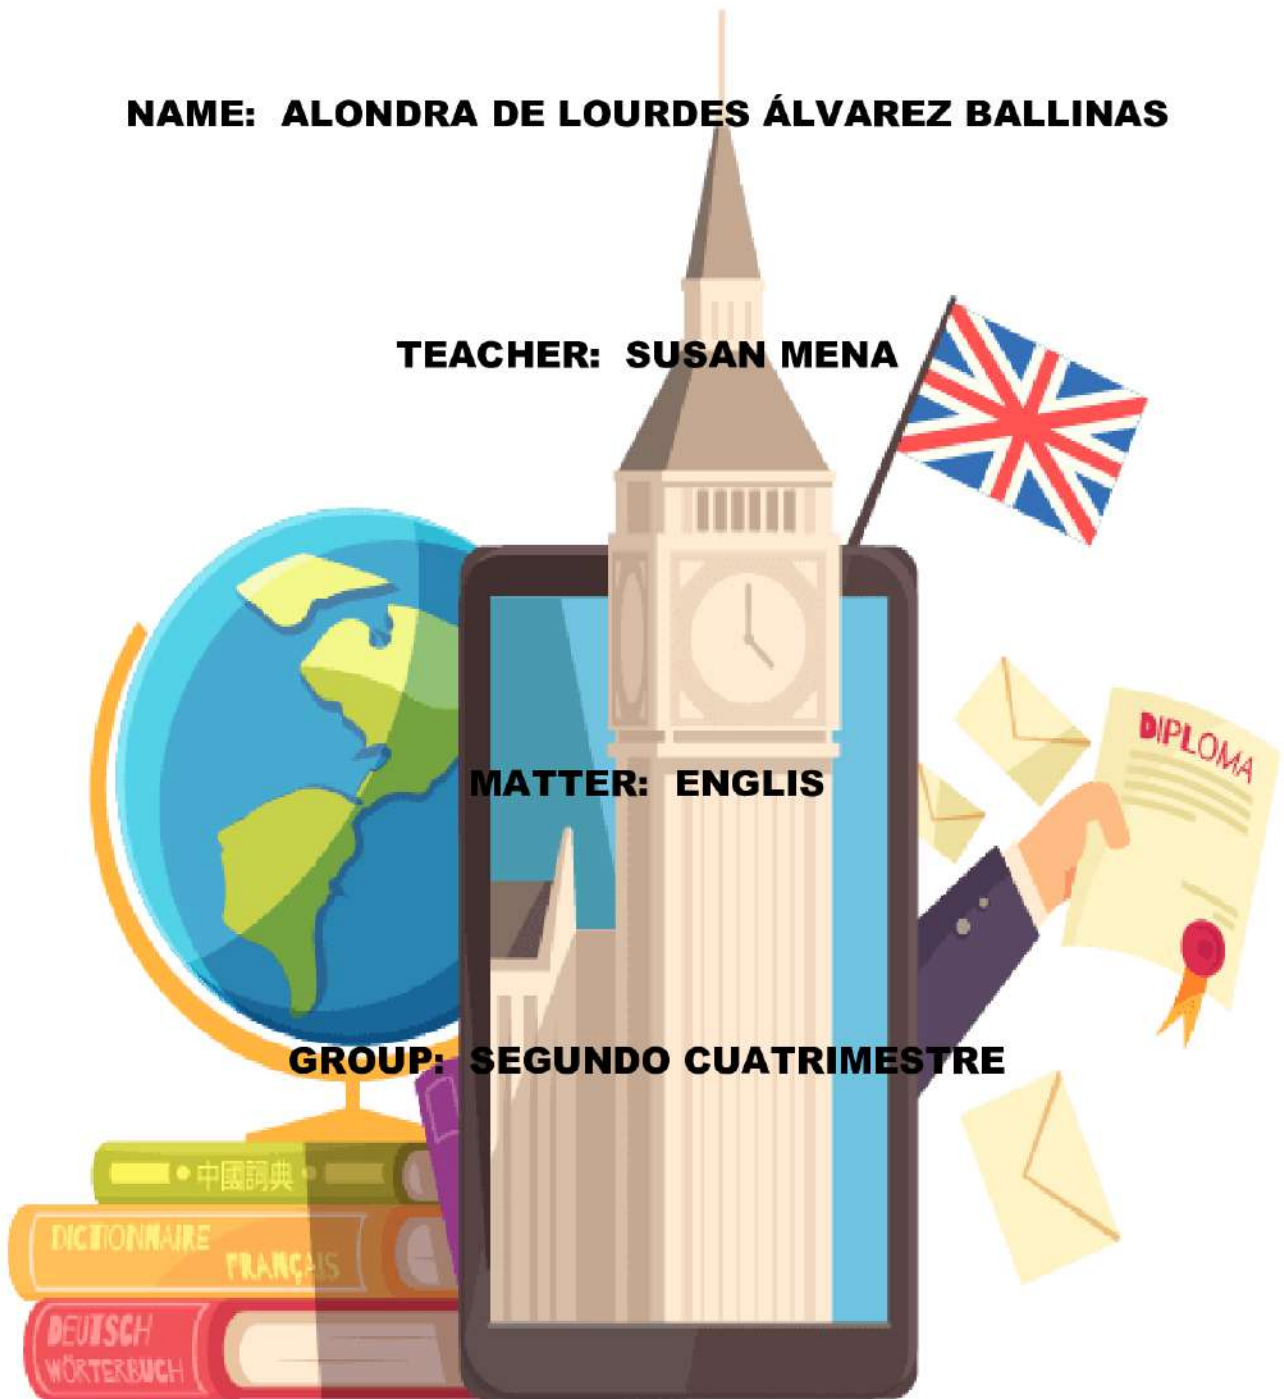 NAME: ALONDRA DE LOURDES ÁLVAREZ BALLINAS
TEACHER: SUSAN MENA
DIPLOMA
MATTER: ENGLIS
GROUP: SEGUNDO CUATRIMESTRE
中國詞典
DICTIONNAIRE
FRANÇAIS
DEUTSCH
WÖRTERBUCH